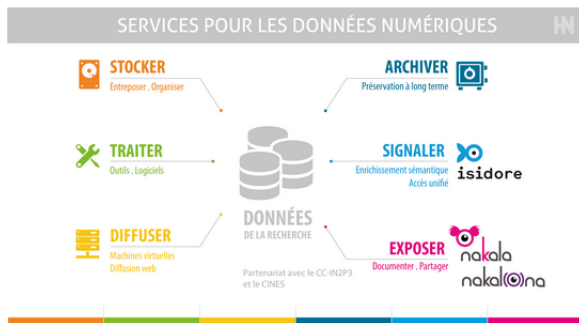 SERVICES POUR LES DONNÉES NUMÉRIQUES
HN
STOCKER
Entreposer . Organiser
ARCHIVER
Préservation à long terme
TRAITER
Outils . Logiciels
SIGNALER
Enrichissement sémantique
Accès unifié
isidore
DIFFUSER
Machines virtuelles
Diffusion web
DONNÉES
DE LA RECHERCHE
Partenariat avec le CC-IN2P3
et le CINES
EXPOSER
Documenter . Partager
nakala
nakal(o)na